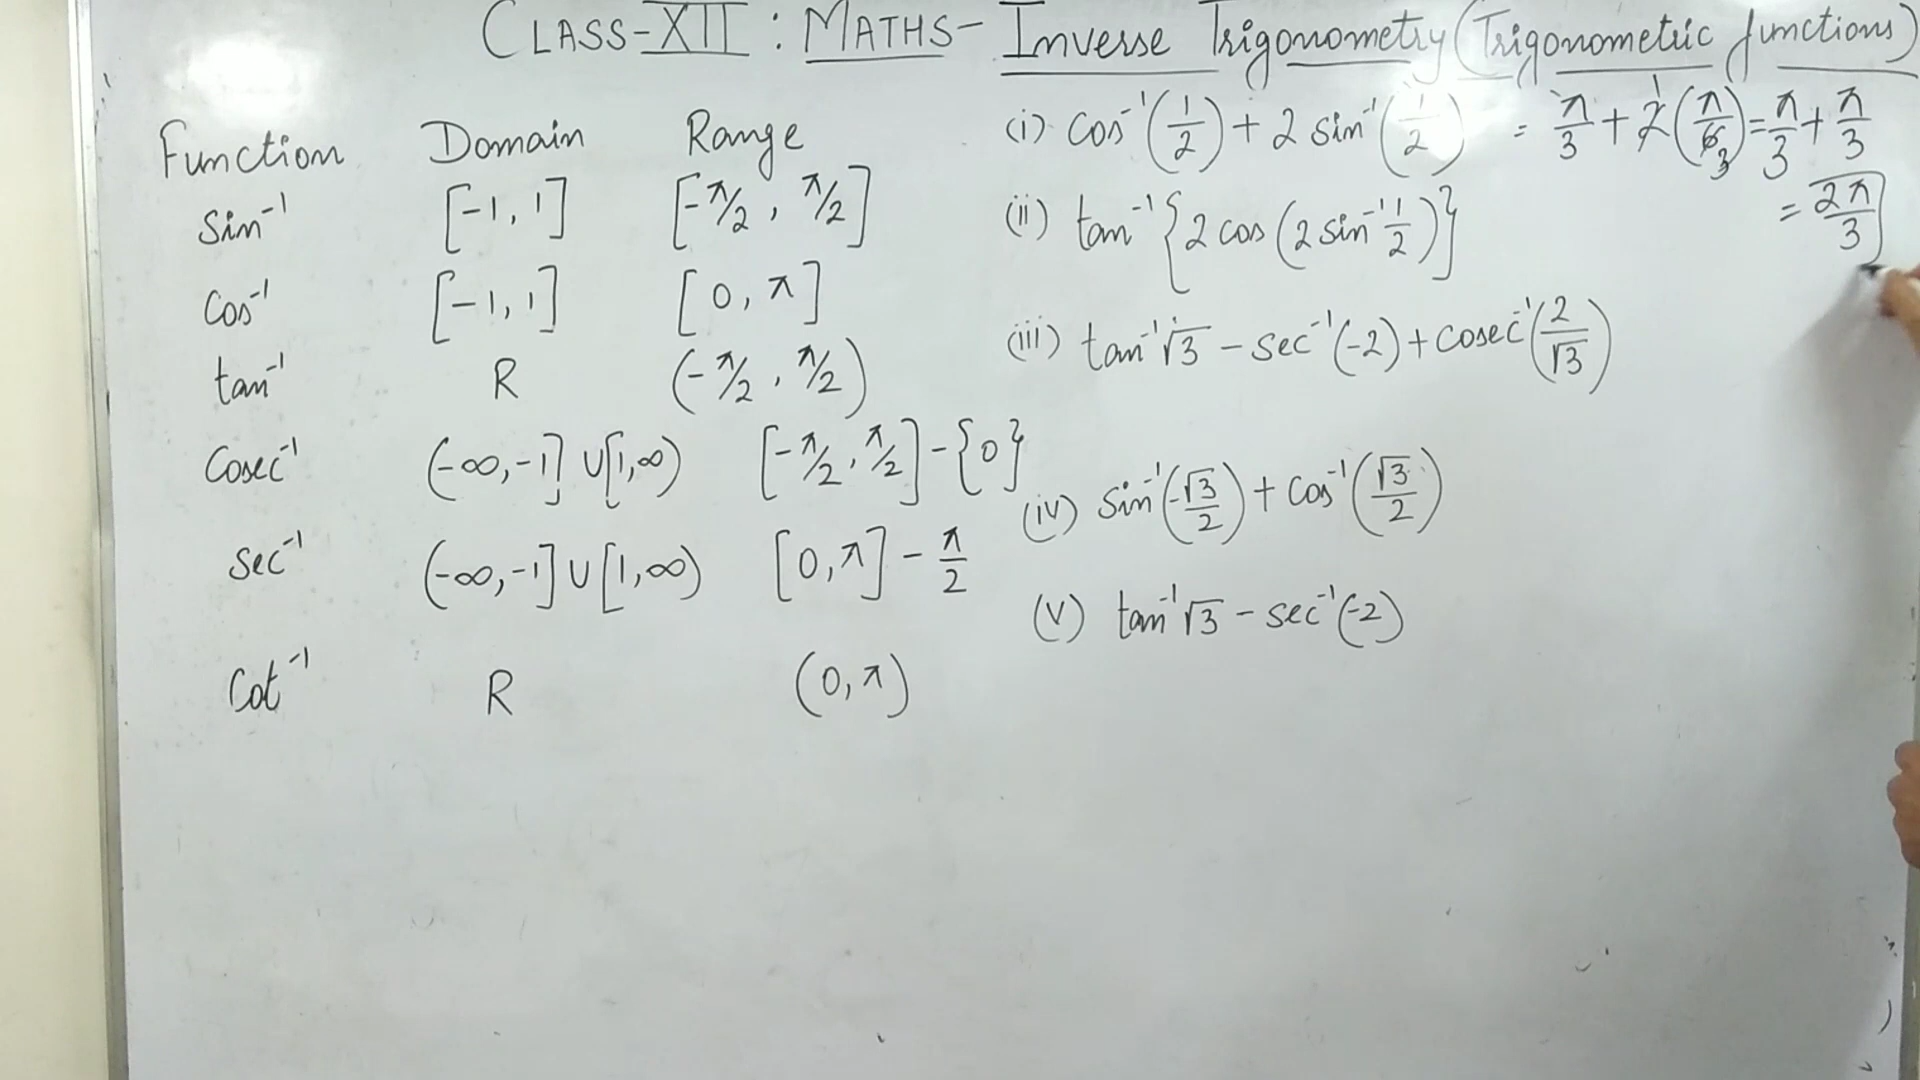 CLASS-XII : MATHS- Inverse Trigonometry (Trigonometric functions)
Function Domain Range
Sin⁻¹ [-1, 1] [-π/2, π/2]
Cos⁻¹ [-1, 1] [0, π]
tan⁻¹ R (-π/2, π/2)
Cosec⁻¹ (-∞, -1] ∪ [1, ∞) [-π/2, π/2] - {0}
Sec⁻¹ (-∞, -1] ∪ [1, ∞) [0, π] - π/2
Cot⁻¹ R (0, π)
(i) cos⁻¹(1/2) + 2 sin⁻¹(1/2) = π/3 + 2(π/6) = π/3 + π/3
= 2π/3
(ii) tan⁻¹{2 cos (2 sin⁻¹ 1/2)}
(iii) tan⁻¹√3 - sec⁻¹(-2) + cosec⁻¹(2/√3)
(iv) Sin⁻¹(-√3/2) + Cos⁻¹(√3/2)
(v) tan⁻¹√3 - sec⁻¹(-2)